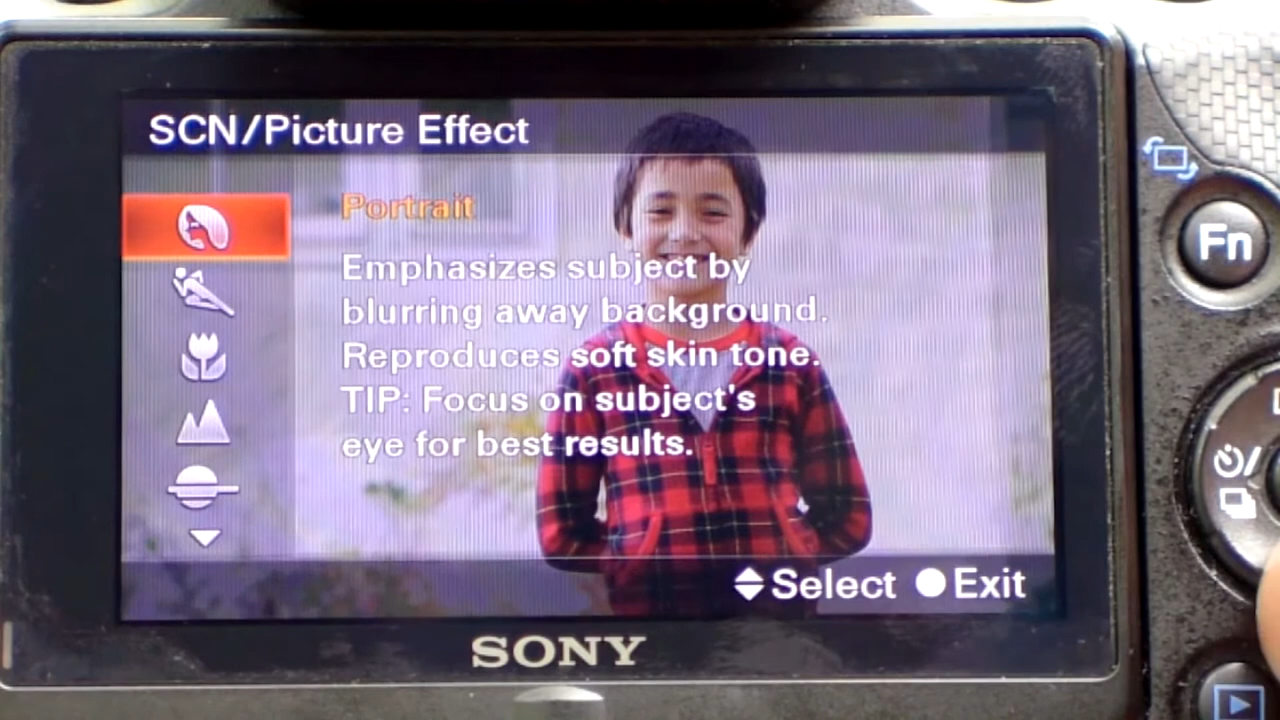 SCN/Picture Effect
Portrait
Emphasizes subject by
blurring away background.
Reproduces soft skin tone.
TIP: Focus on subject's
eye for best results.
Select Exit
SONY
Fn